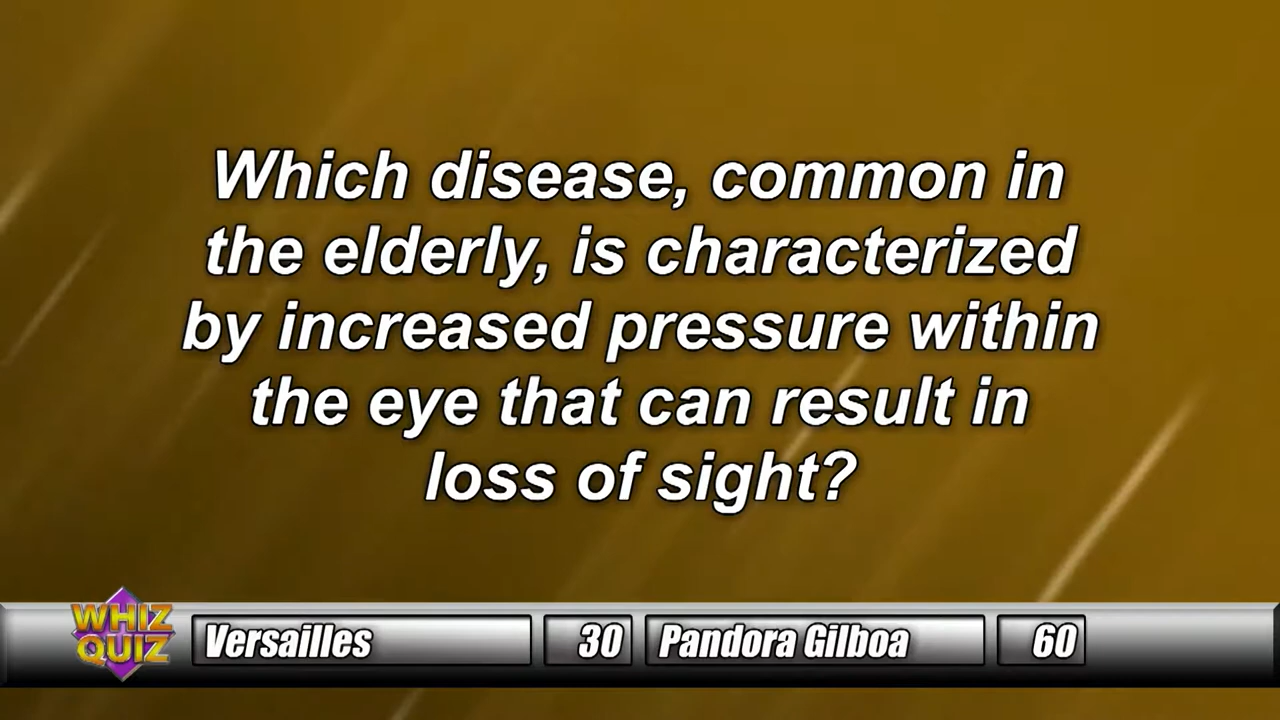 Which disease, common in
the elderly, is characterized
by increased pressure within
the eye that can result in
loss of sight?
WHIZ
QUIZ
Versailles 30 Pandora Gilboa 60